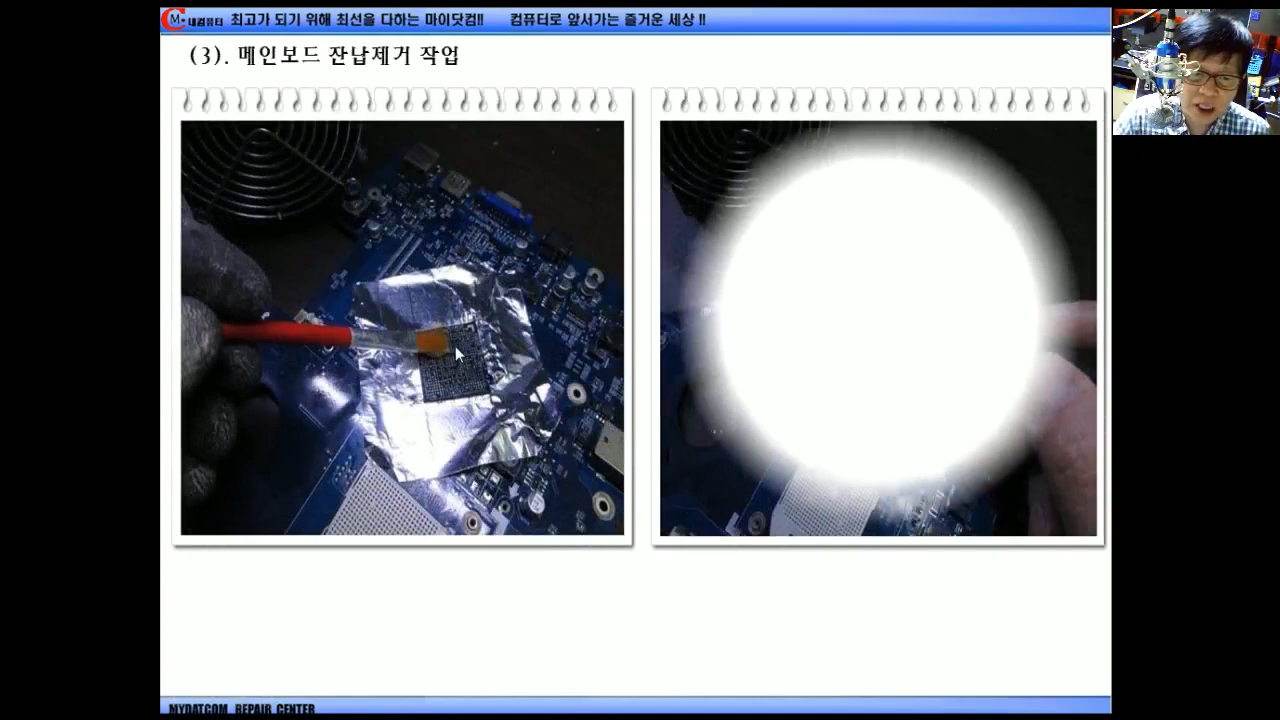 CM 내컴퓨터 최고가 되기 위해 최선을 다하는 마이닷컴!! 컴퓨터로 앞서가는 즐거운 세상 !!
(3). 메인보드 잔납제거 작업
MYDATCOM REPAIR CENTER